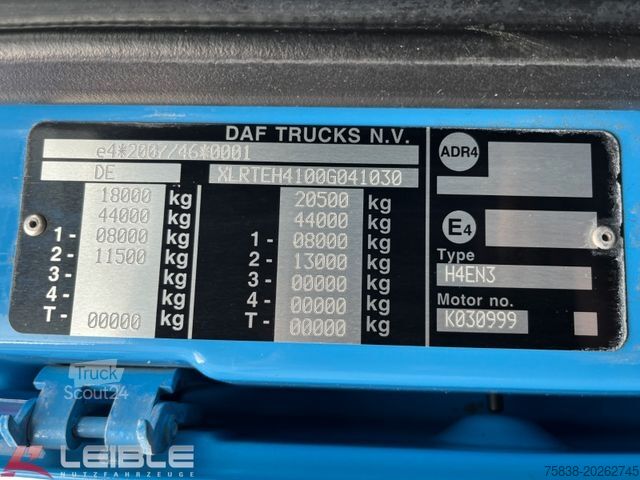 DAF TRUCKS N.V.
e4*200//46*0001
DE XLRTEH4100G041030
18000 kg 20500 kg
44000 kg 44000 kg
1- 08000 kg 1- 08000 kg
2- 11500 kg 2- 13000 kg
3- kg 3- 00000 kg
4- kg 4- 00000 kg
T- 00000 kg T- 00000 kg
ADR4
E4
Type
H4EN3
Motor no.
K030999
Truck
Scout24
LEIBLE
NUTZFAHRZEUGE
75838-20262745